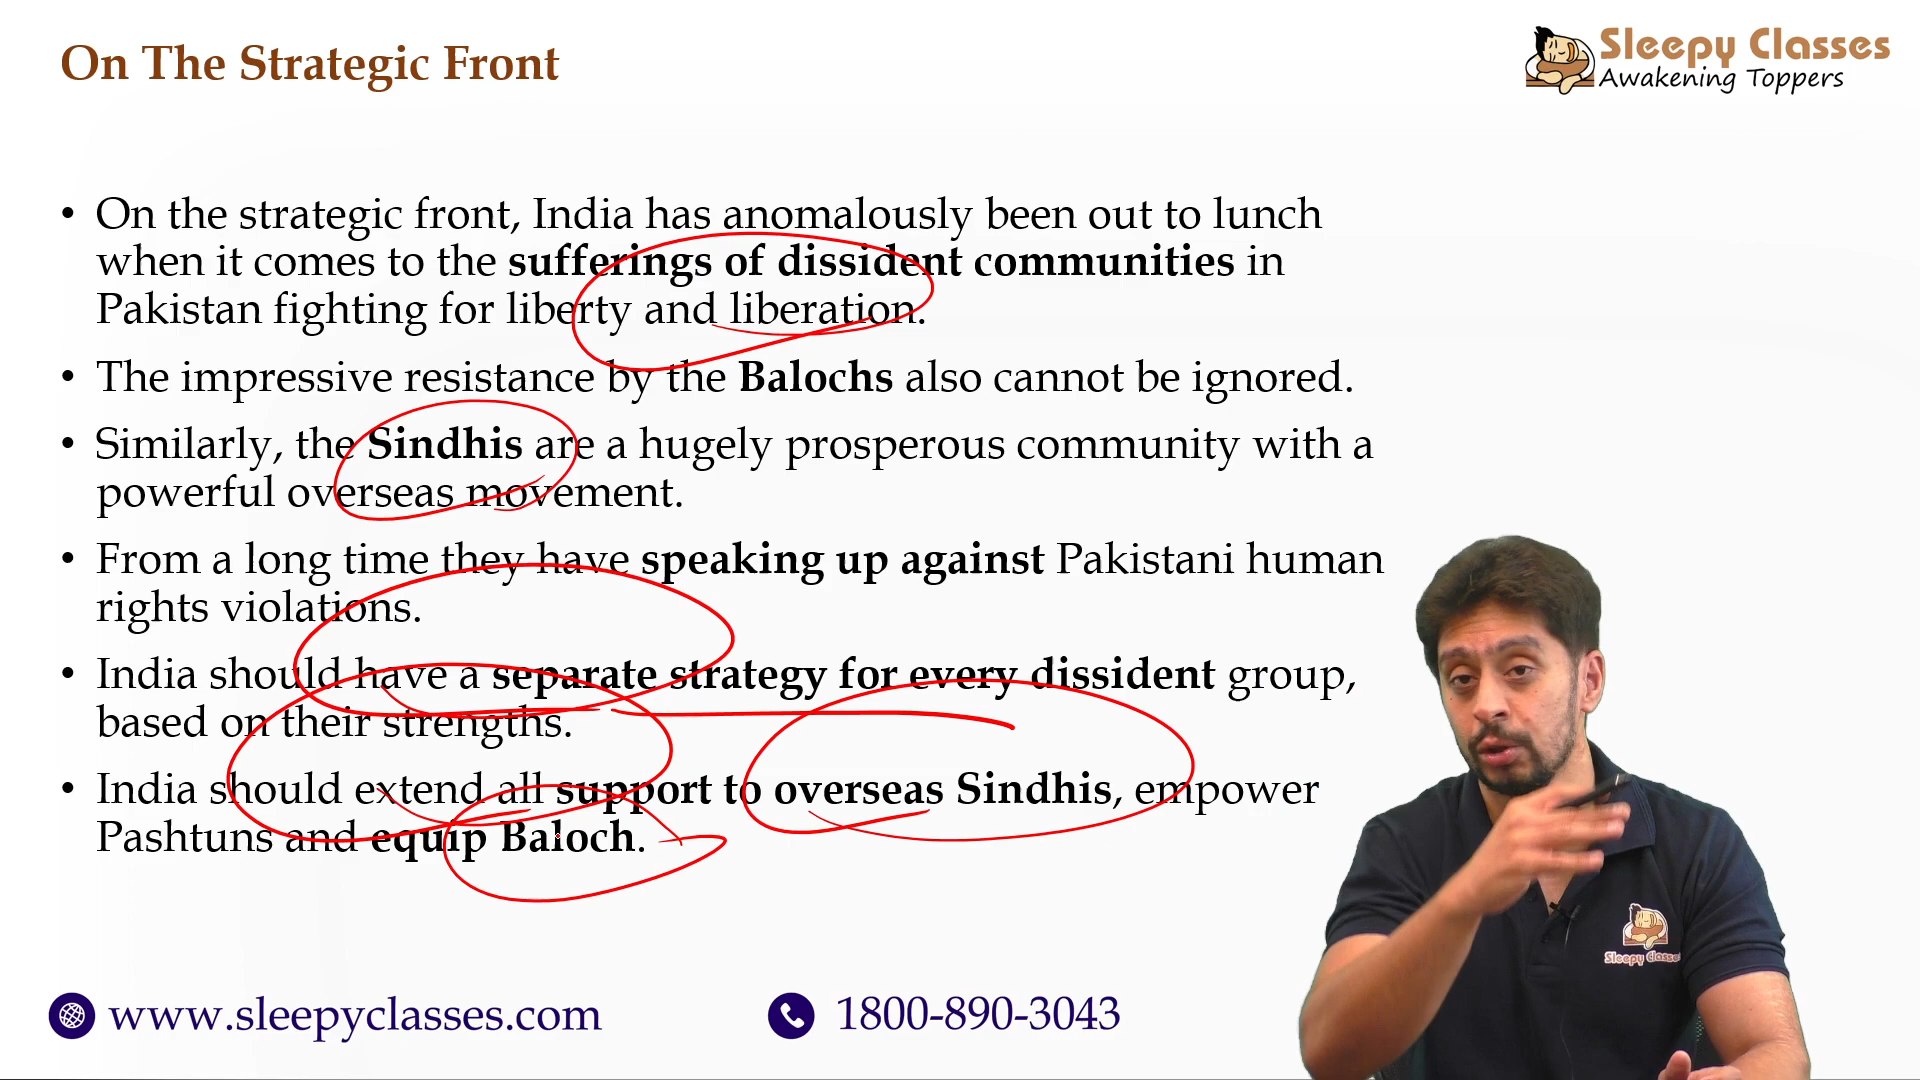 On The Strategic Front
Sleepy Classes
Awakening Toppers
• On the strategic front, India has anomalously been out to lunch
when it comes to the sufferings of dissident communities in
Pakistan fighting for liberty and liberation.
• The impressive resistance by the Balochs also cannot be ignored.
• Similarly, the Sindhis are a hugely prosperous community with a
powerful overseas movement.
• From a long time they have speaking up against Pakistani human
rights violations.
• India should have a separate strategy for every dissident group,
based on their strengths.
• India should extend all support to overseas Sindhis, empower
Pashtuns and equip Baloch.
Sleepy Classes
www.sleepyclasses.com
1800-890-3043